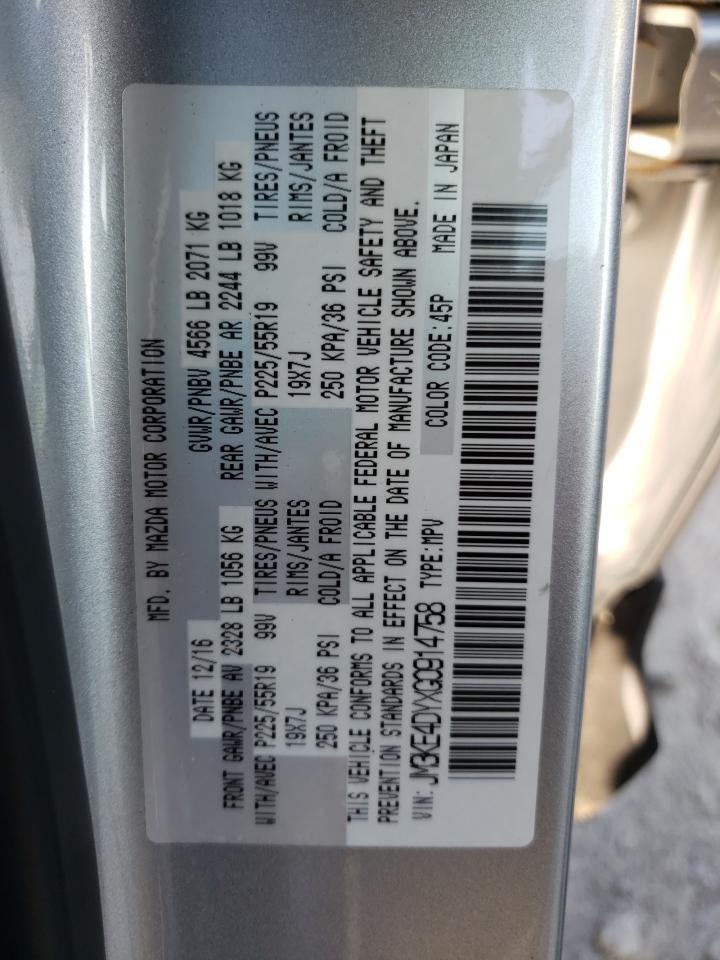 MFD. BY MAZDA MOTOR CORPORATION
DATE 12/16 GVWR/PNBV 4566 LB 2071 KG
FRONT GAWR/PNBE AV 2328 LB 1056 KG REAR GAWR/PNBE AR 2244 LB 1018 KG
WITH/AVEC P225/55R19 99V TIRES/PNEUS WITH/AVEC P225/55R19 99V TIRES/PNEUS
19X7J RIMS/JANTES 19X7J RIMS/JANTES
250 KPA/36 PSI COLD/A FROID 250 KPA/36 PSI COLD/A FROID
THIS VEHICLE CONFORMS TO ALL APPLICABLE FEDERAL MOTOR VEHICLE SAFETY AND THEFT
PREVENTION STANDARDS IN EFFECT ON THE DATE OF MANUFACTURE SHOWN ABOVE.
VIN: JM3KE4DYXG0914758 TYPE:MPV COLOR CODE:45P MADE IN JAPAN